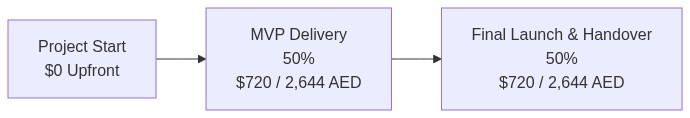 Project Start
$0 Upfront
MVP Delivery
50%
$720 / 2,644 AED
Final Launch & Handover
50%
$720 / 2,644 AED